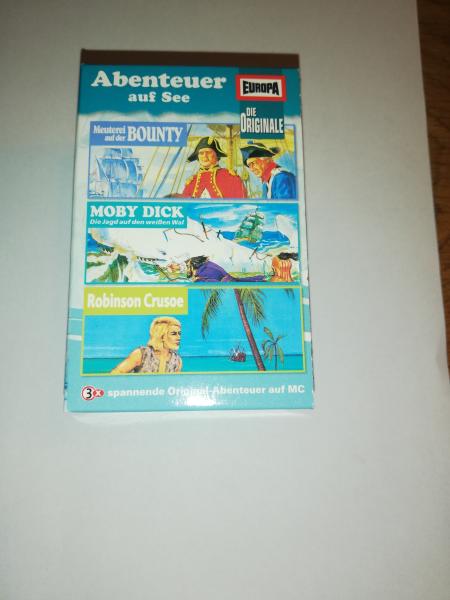 Abenteuer
auf See
EUROPA
DIE
ORIGINALE
Meuterei
auf der BOUNTY
MOBY DICK
Die Jagd auf den weißen Wal
Robinson Crusoe
3x spannende Original-Abenteuer auf MC